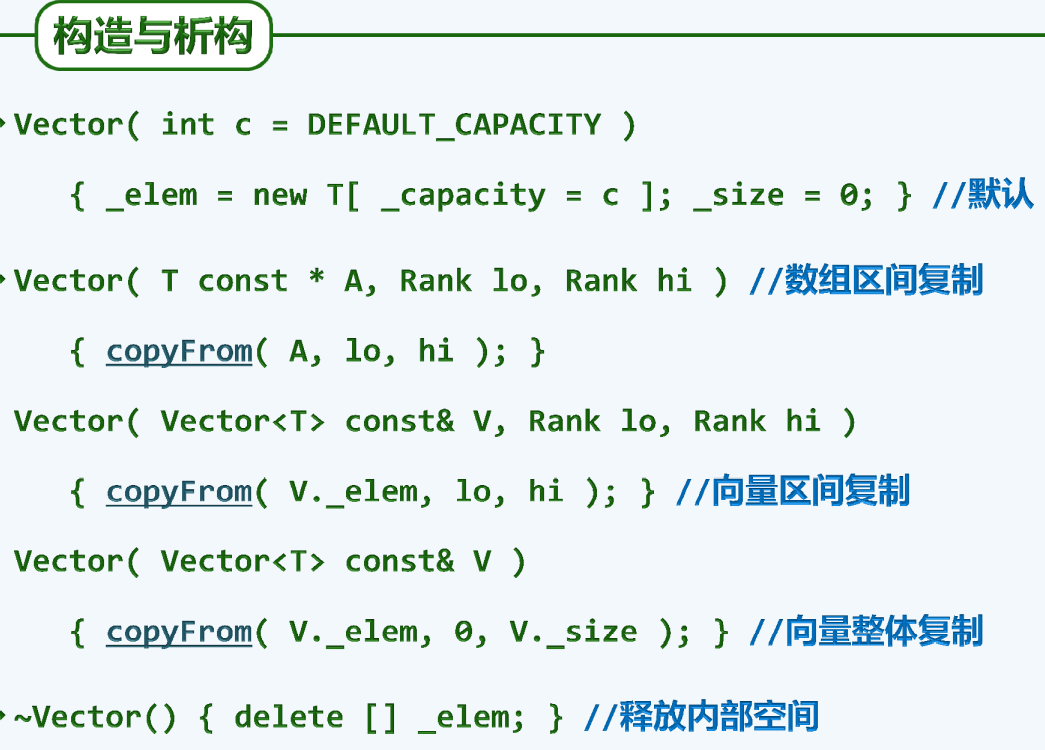 构造与析构
Vector( int c = DEFAULT_CAPACITY )
{ _elem = new T[ _capacity = c ]; _size = 0; } //默认
Vector( T const * A, Rank lo, Rank hi ) //数组区间复制
{ copyFrom( A, lo, hi ); }
Vector( Vector<T> const& V, Rank lo, Rank hi )
{ copyFrom( V._elem, lo, hi ); } //向量区间复制
Vector( Vector<T> const& V )
{ copyFrom( V._elem, 0, V._size ); } //向量整体复制
~Vector() { delete [] _elem; } //释放内部空间